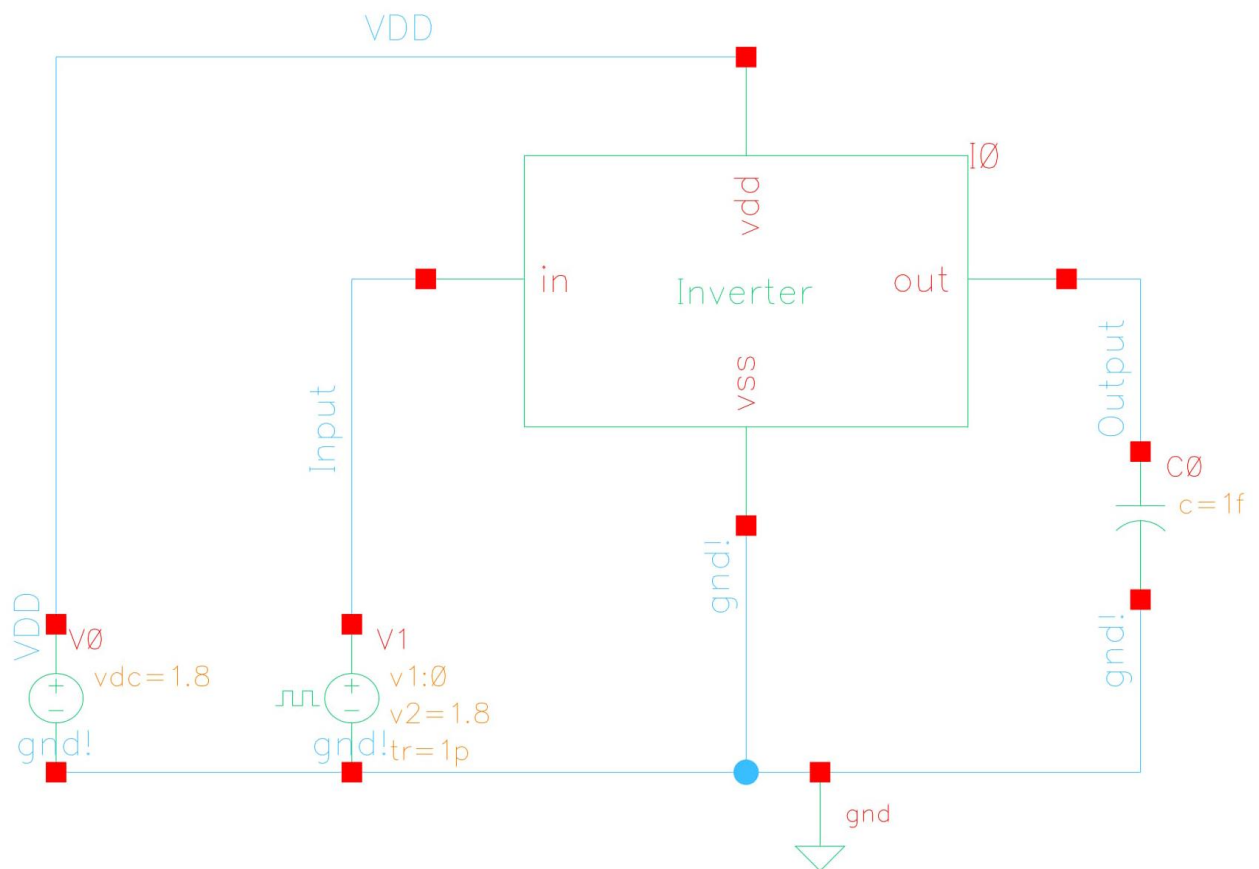 VDD
I0
vdd
in
Inverter
out
vss
Input
Output
C0
c=1f
gnd!
gnd!
VDD
V0
vdc=1.8
gnd!
V1
v1:0
v2=1.8
tr=1p
gnd!
gnd